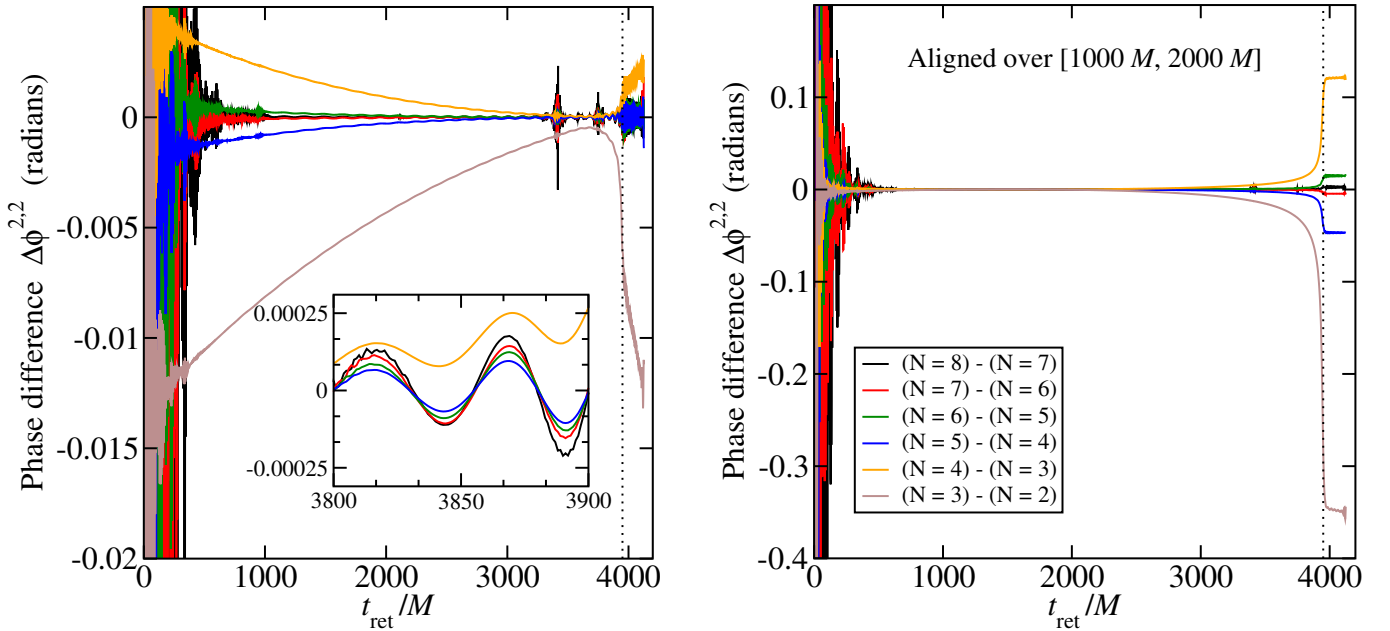 Phase difference Δϕ^{2,2} (radians)
0
-0.005
-0.01
-0.015
-0.02
0.00025
0
-0.00025
3800
3850
3900
0
1000
2000
3000
4000
t_ret/M
Phase difference Δϕ^{2,2} (radians)
0.1
0
-0.1
-0.2
-0.3
-0.4
Aligned over [1000 M, 2000 M]
(N = 8) - (N = 7)
(N = 7) - (N = 6)
(N = 6) - (N = 5)
(N = 5) - (N = 4)
(N = 4) - (N = 3)
(N = 3) - (N = 2)
0
1000
2000
3000
4000
t_ret/M